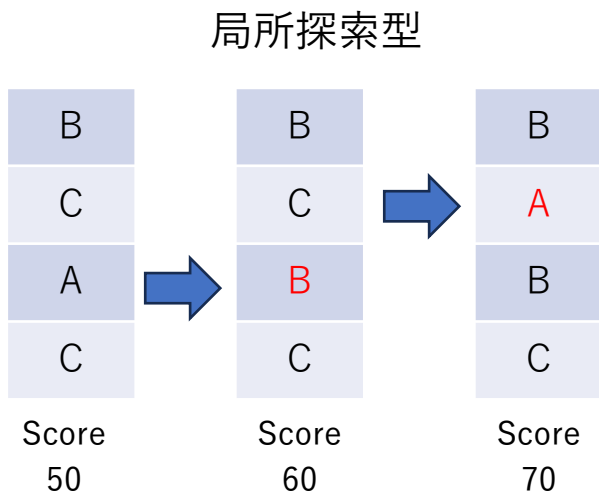 局所探索型
B B B
C C A
A B B
C C C
Score Score Score
50 60 70